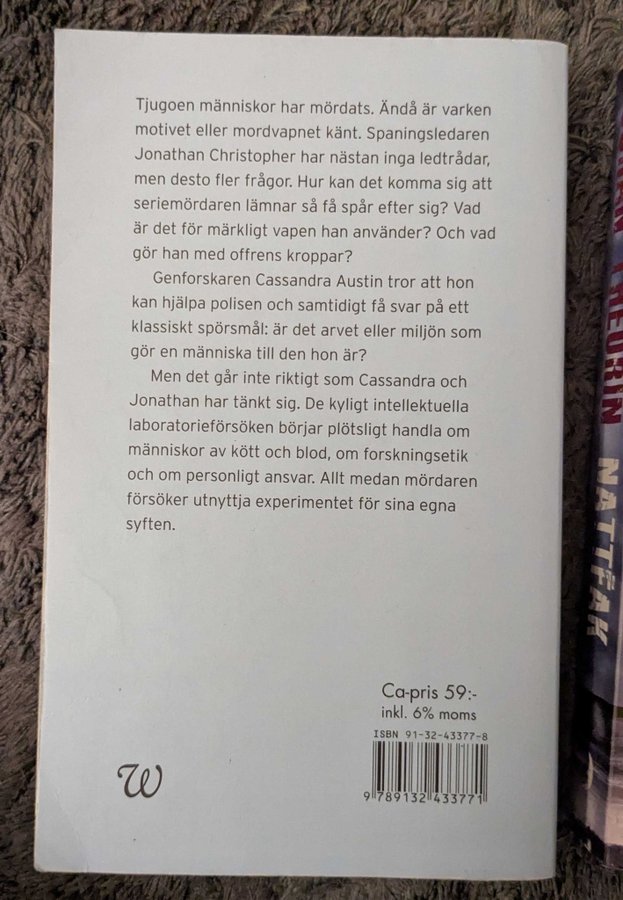 Tjugoen människor har mördats. Ändå är varken
motivet eller mordvapnet känt. Spaningsledaren
Jonathan Christopher har nästan inga ledtrådar,
men desto fler frågor. Hur kan det komma sig att
seriemördaren lämnar så få spår efter sig? Vad
är det för märkligt vapen han använder? Och vad
gör han med offrens kroppar?
Genforskaren Cassandra Austin tror att hon
kan hjälpa polisen och samtidigt få svar på ett
klassiskt spörsmål: är det arvet eller miljön som
gör en människa till den hon är?
Men det går inte riktigt som Cassandra och
Jonathan har tänkt sig. De kyligt intellektuella
laboratorieförsöken börjar plötsligt handla om
människor av kött och blod, om forskningsetik
och om personligt ansvar. Allt medan mördaren
försöker utnyttja experimentet för sina egna
syften.
Ca-pris 59:-
inkl. 6% moms
ISBN 91-32-43377-8
9 789132 433771
W
THEORIN
NATTFÅK